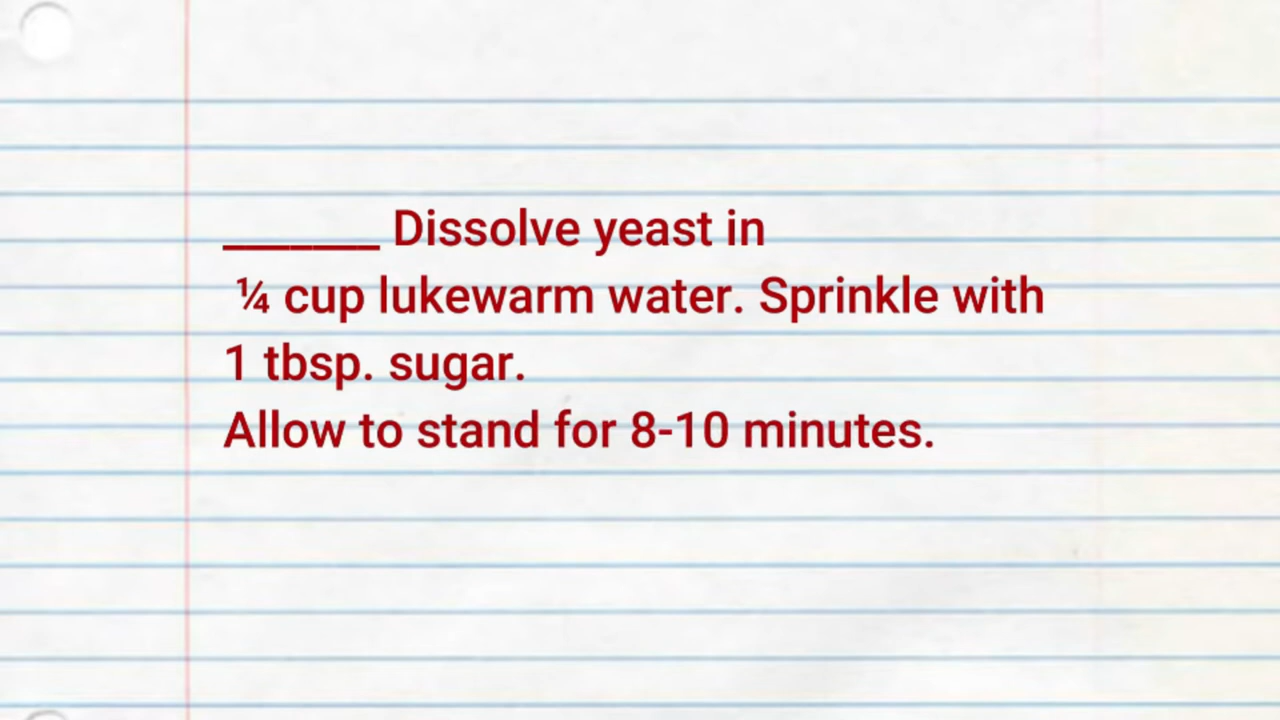 _______ Dissolve yeast in
¼ cup lukewarm water. Sprinkle with
1 tbsp. sugar.
Allow to stand for 8-10 minutes.